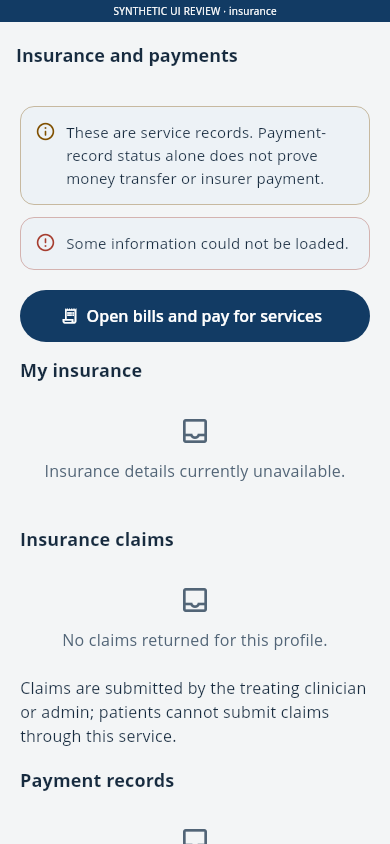 SYNTHETIC UI REVIEW · insurance
Insurance and payments
These are service records. Payment-
record status alone does not prove
money transfer or insurer payment.
Some information could not be loaded.
Open bills and pay for services
My insurance
Insurance details currently unavailable.
Insurance claims
No claims returned for this profile.
Claims are submitted by the treating clinician
or admin; patients cannot submit claims
through this service.
Payment records